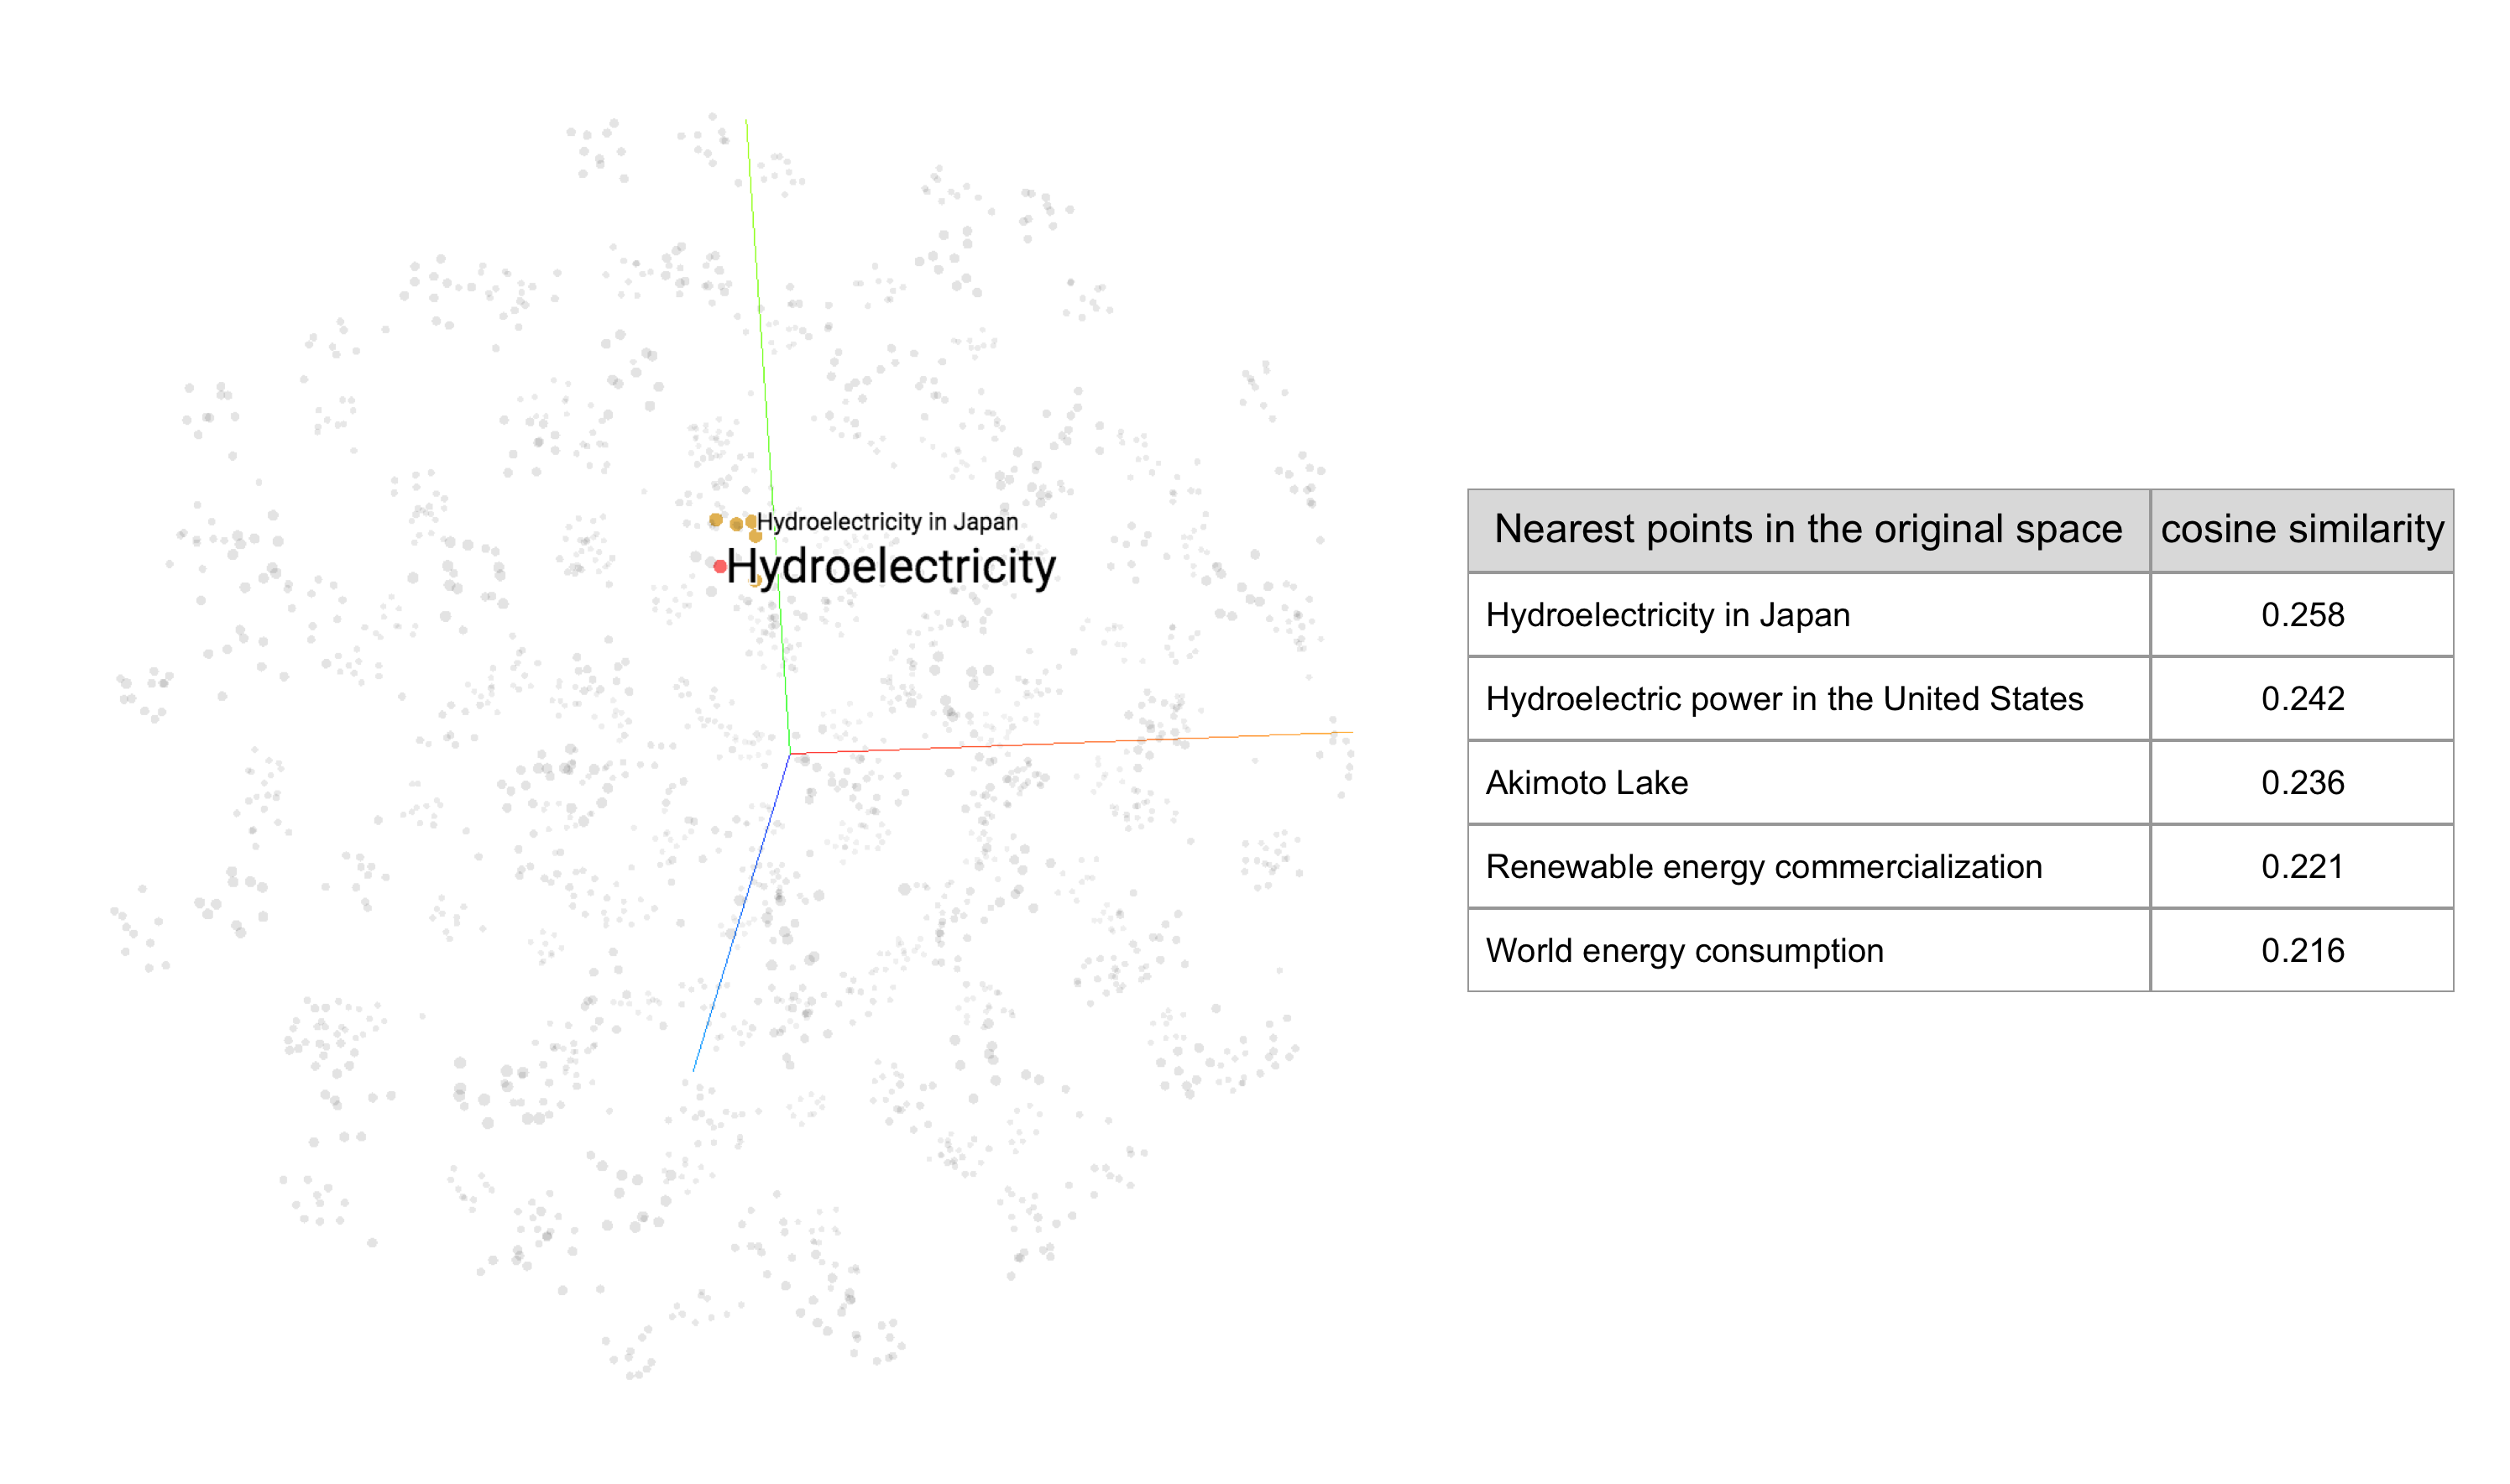 Hydroelectricity in Japan
Hydroelectricity
Nearest points in the original space cosine similarity
Hydroelectricity in Japan 0.258
Hydroelectric power in the United States 0.242
Akimoto Lake 0.236
Renewable energy commercialization 0.221
World energy consumption 0.216